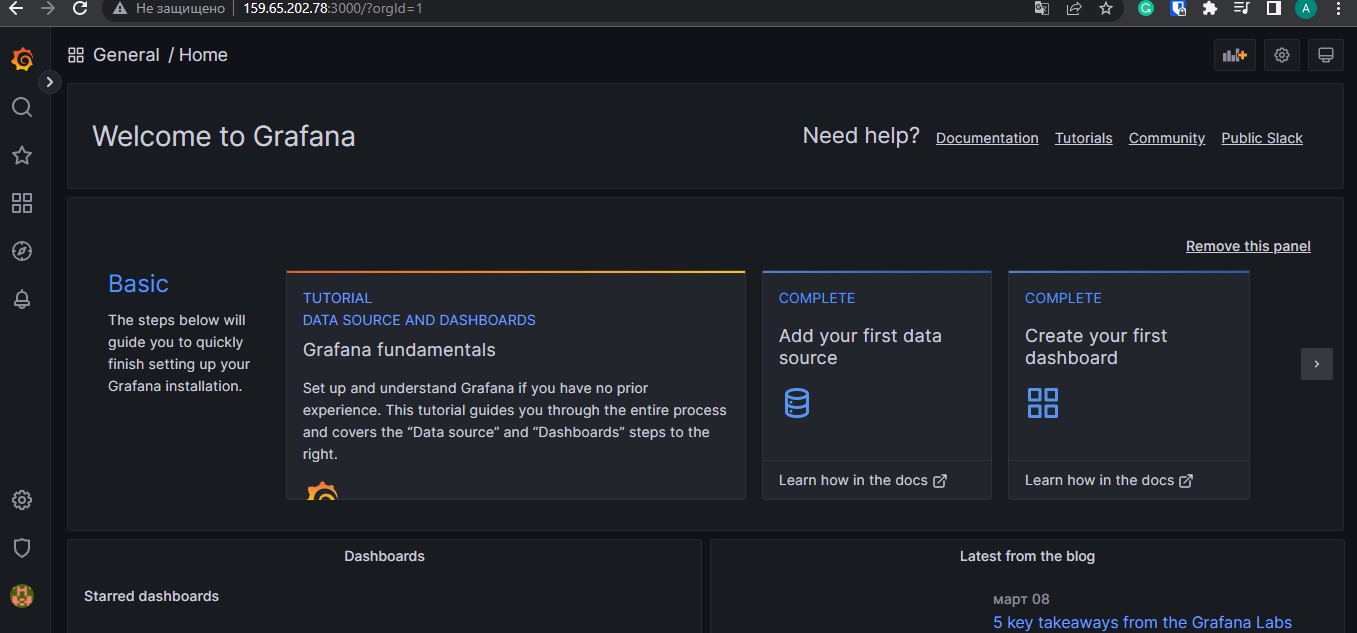 Не защищено 159.65.202.78:3000/?orgId=1
A
General / Home
Welcome to Grafana
Need help? Documentation Tutorials Community Public Slack
Remove this panel
Basic
The steps below will
guide you to quickly
finish setting up your
Grafana installation.
TUTORIAL
DATA SOURCE AND DASHBOARDS
Grafana fundamentals
Set up and understand Grafana if you have no prior
experience. This tutorial guides you through the entire process
and covers the “Data source” and “Dashboards” steps to the
right.
COMPLETE
Add your first data
source
Learn how in the docs
COMPLETE
Create your first
dashboard
Learn how in the docs
Dashboards
Starred dashboards
Latest from the blog
март 08
5 key takeaways from the Grafana Labs